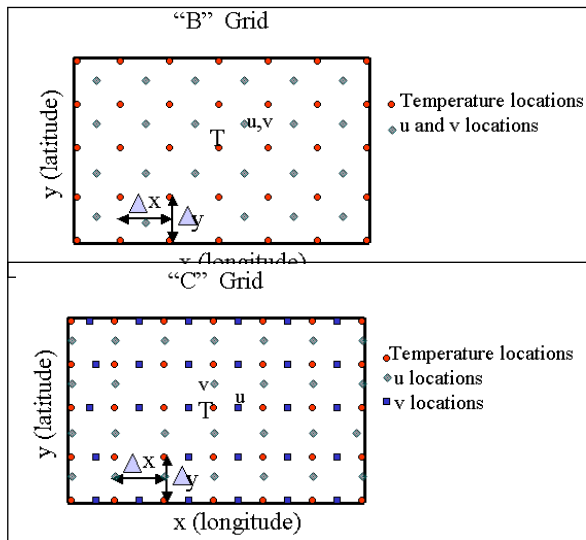 “B” Grid
Temperature locations
u,v
u and v locations
T
y (latitude)
x
y
x (longitude)
“C” Grid
Temperature locations
v
u
u locations
T
v locations
y (latitude)
x
y
x (longitude)